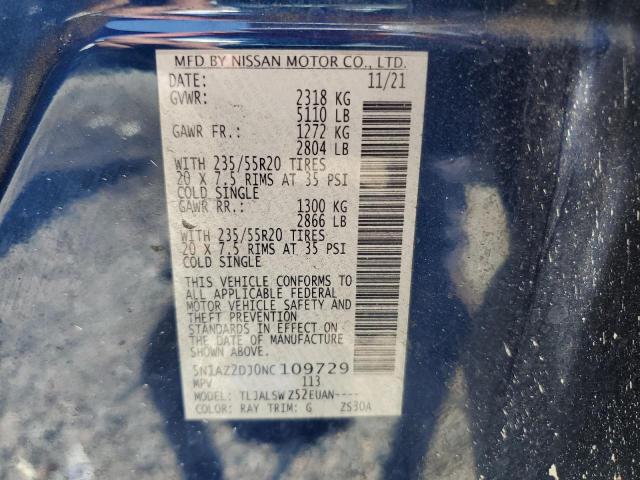 MFD BY NISSAN MOTOR CO., LTD.
DATE: 11/21
GVWR: 2318 KG
5110 LB
GAWR FR.: 1272 KG
2804 LB
WITH 235/55R20 TIRES
20 X 7.5 RIMS AT 35 PSI
COLD SINGLE
GAWR RR.: 1300 KG
2866 LB
WITH 235/55R20 TIRES
20 X 7.5 RIMS AT 35 PSI
COLD SINGLE
THIS VEHICLE CONFORMS TO
ALL APPLICABLE FEDERAL
MOTOR VEHICLE SAFETY AND
THEFT PREVENTION
STANDARDS IN EFFECT ON
THE DATE OF MANUFACTURE
SHOWN ABOVE.
5N1AZ2DJ0NC109729
MPV 113
MODEL: TLJALSWZ52EUAN----
COLOR: RAY TRIM: G ZS30A